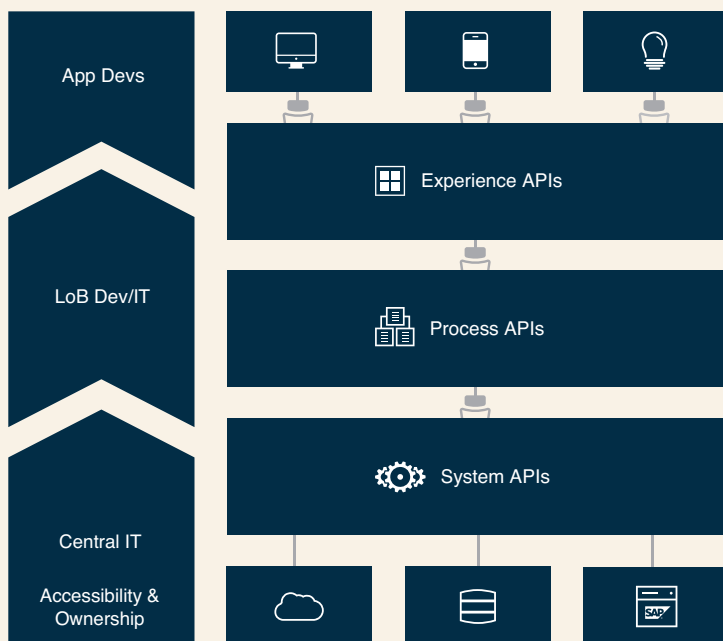 App Devs
Experience APIs
LoB Dev/IT
Process APIs
System APIs
Central IT
Accessibility &
Ownership
SAP